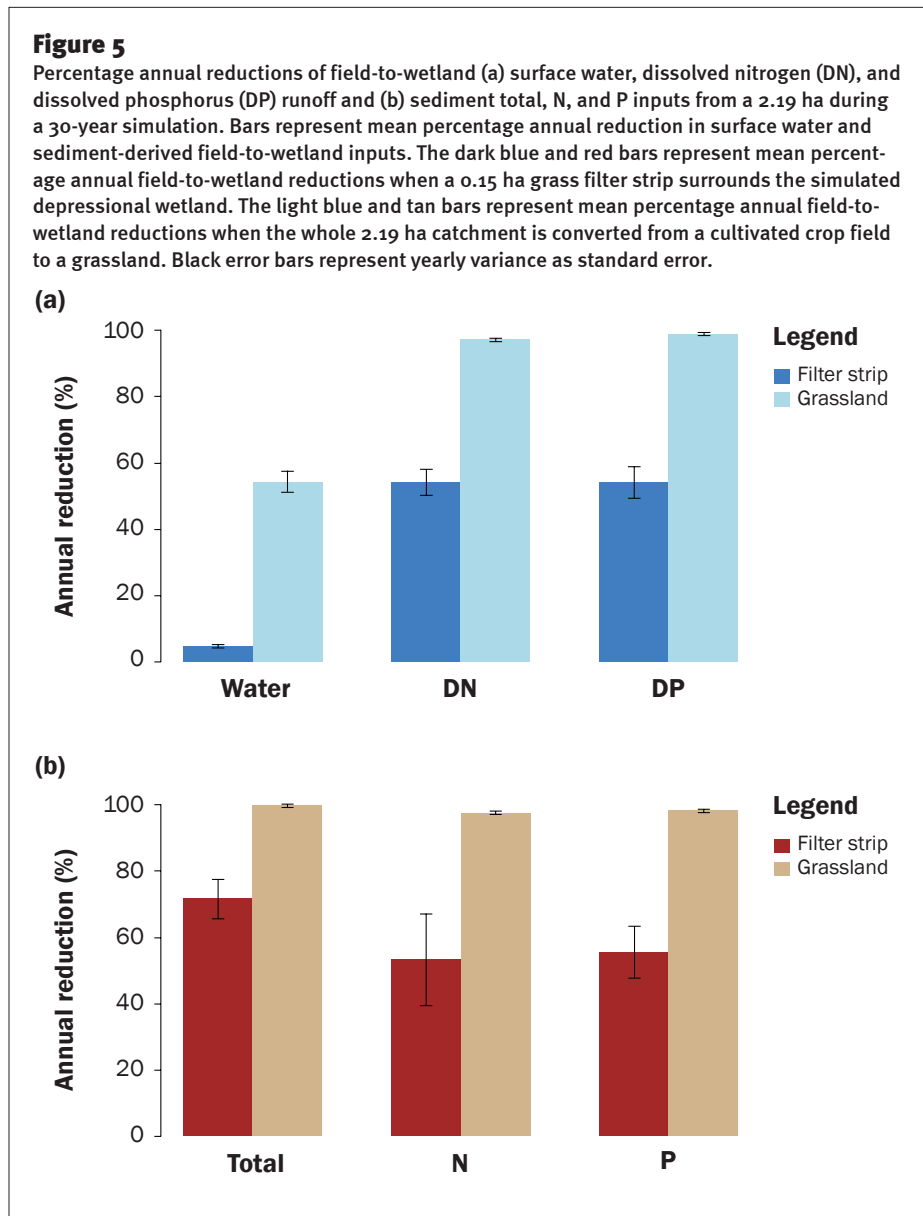 Figure 5
Percentage annual reductions of field-to-wetland (a) surface water, dissolved nitrogen (DN), and
dissolved phosphorus (DP) runoff and (b) sediment total, N, and P inputs from a 2.19 ha during
a 30-year simulation. Bars represent mean percentage annual reduction in surface water and
sediment-derived field-to-wetland inputs. The dark blue and red bars represent mean percent-
age annual field-to-wetland reductions when a 0.15 ha grass filter strip surrounds the simulated
depressional wetland. The light blue and tan bars represent mean percentage annual field-to-
wetland reductions when the whole 2.19 ha catchment is converted from a cultivated crop field
to a grassland. Black error bars represent yearly variance as standard error.
(a)
Annual reduction (%)
100
80
60
40
20
0
Water
DN
DP
Legend
Filter strip
Grassland
(b)
Annual reduction (%)
100
80
60
40
20
0
Total
N
P
Legend
Filter strip
Grassland